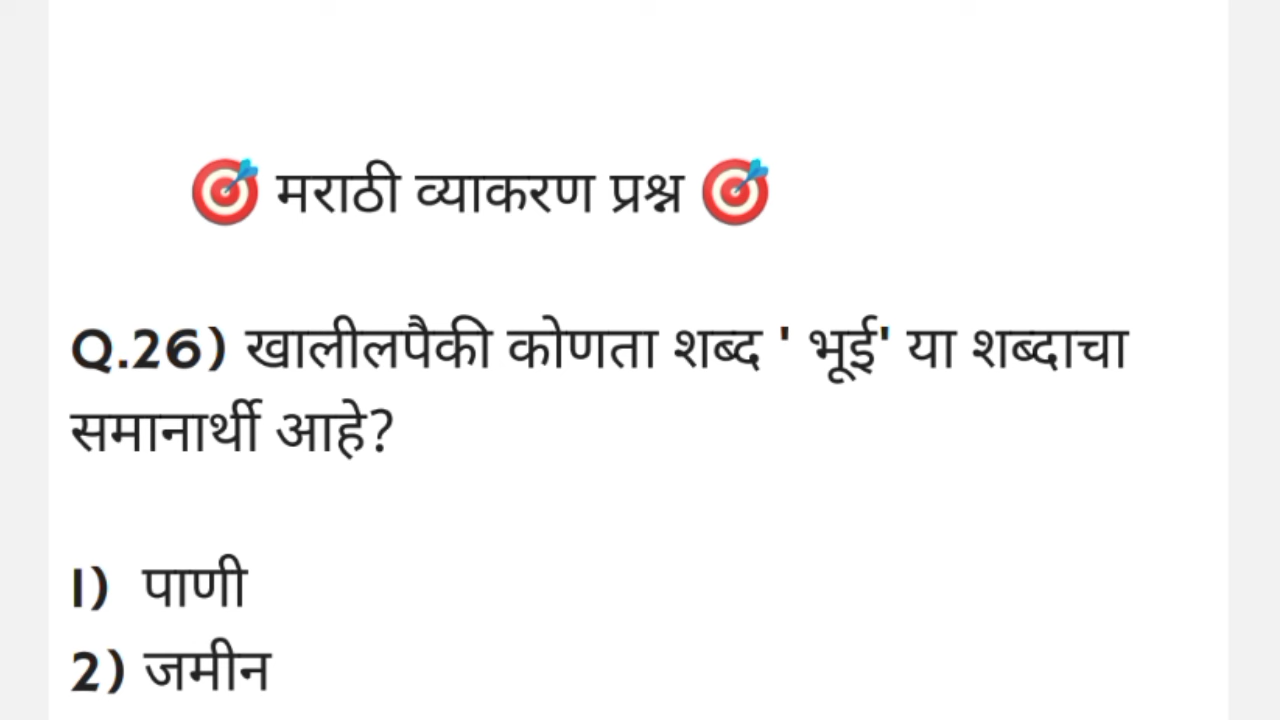 🎯 मराठी व्याकरण प्रश्न 🎯
Q.26) खालीलपैकी कोणता शब्द ' भूई' या शब्दाचा
समानार्थी आहे?
1) पाणी
2) जमीन